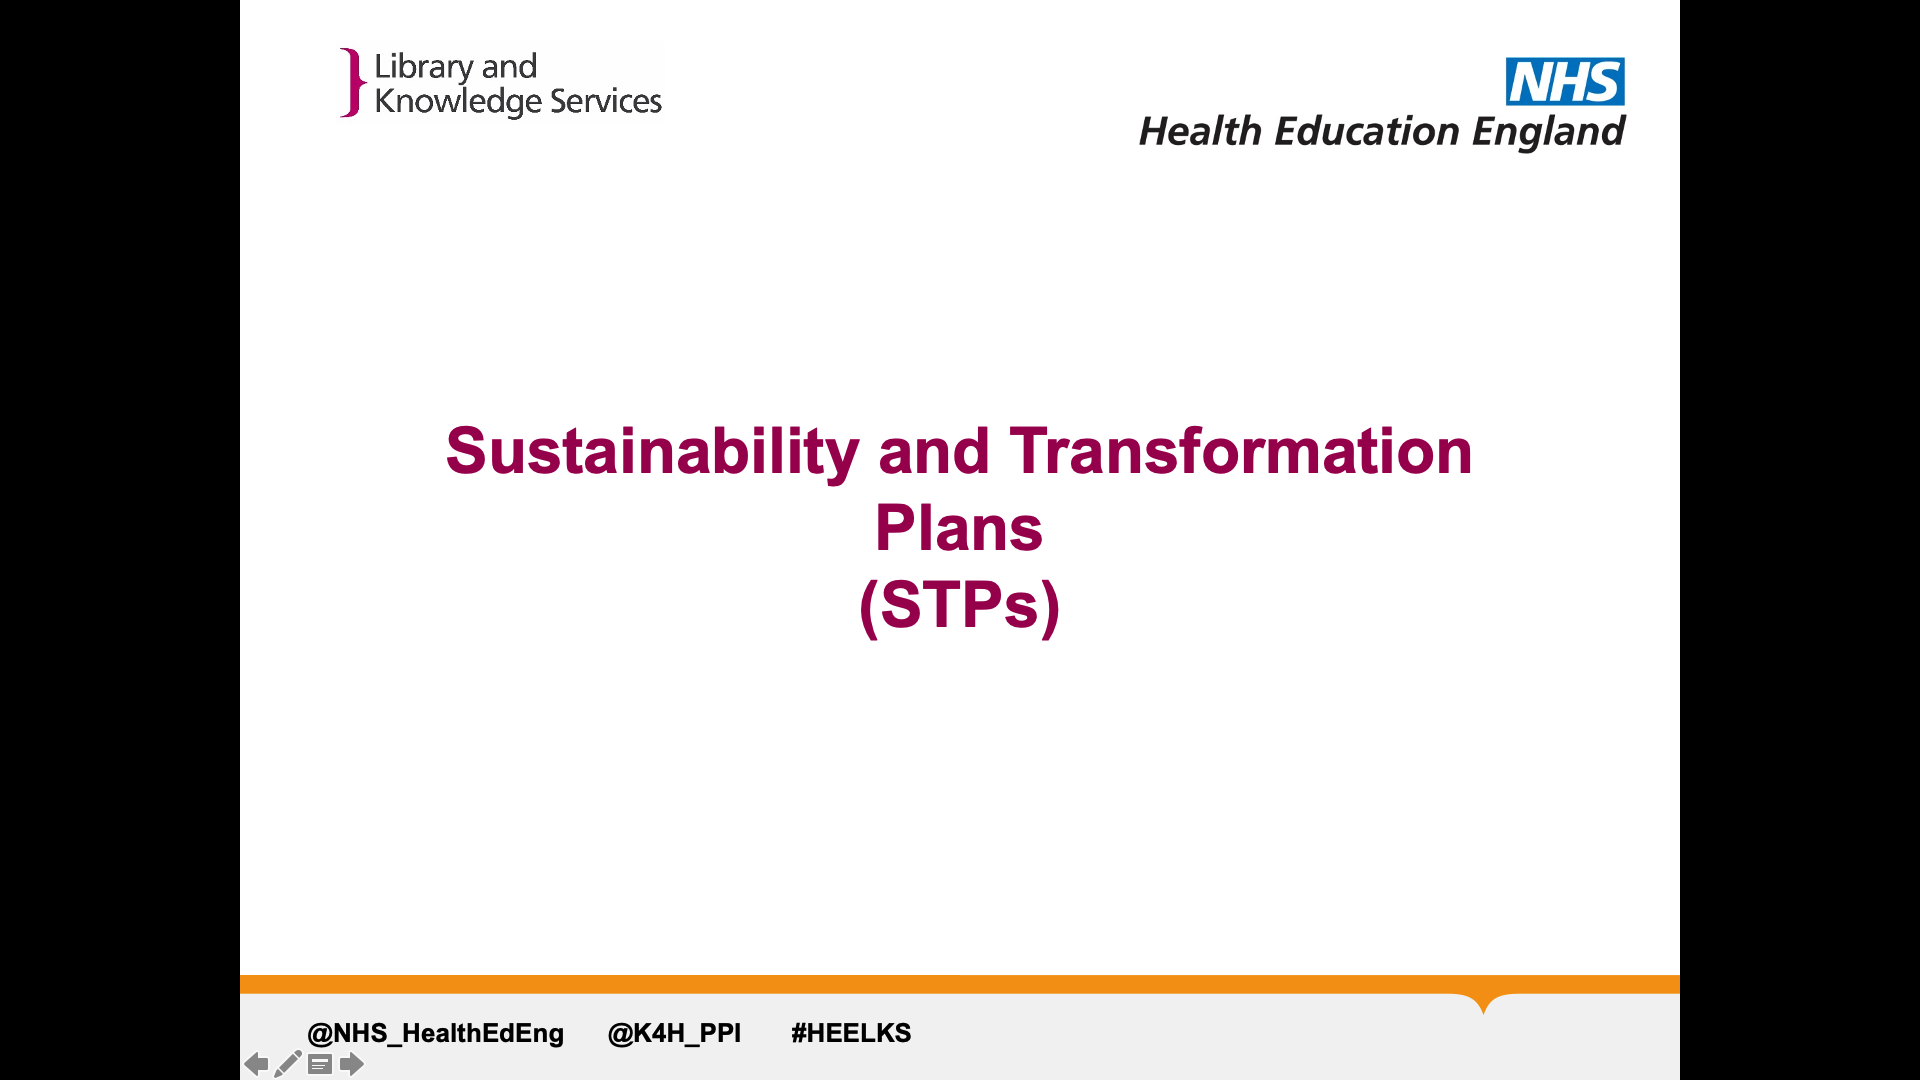 Library and
Knowledge Services
NHS
Health Education England
Sustainability and Transformation
Plans
(STPs)
@NHS_HealthEdEng @K4H_PPI #HEELKS